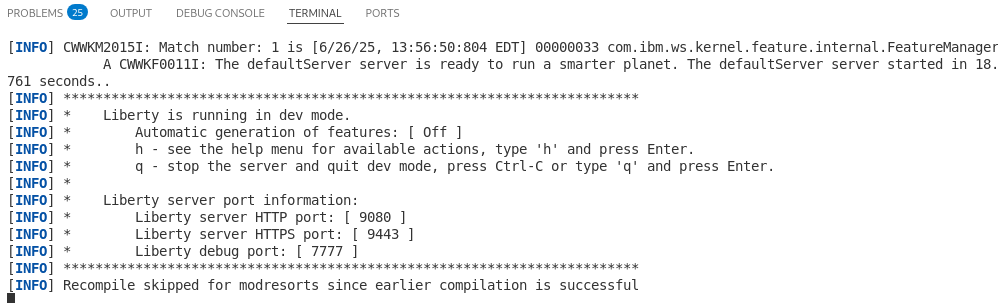 PROBLEMS 25 OUTPUT DEBUG CONSOLE TERMINAL PORTS
[INFO] CWWKM2015I: Match number: 1 is [6/26/25, 13:56:50:804 EDT] 00000033 com.ibm.ws.kernel.feature.internal.FeatureManager
A CWWKF0011I: The defaultServer server is ready to run a smarter planet. The defaultServer server started in 18.
761 seconds..
[INFO] ************************************************************************
[INFO] *    Liberty is running in dev mode.
[INFO] *        Automatic generation of features: [ Off ]
[INFO] *        h - see the help menu for available actions, type 'h' and press Enter.
[INFO] *        q - stop the server and quit dev mode, press Ctrl-C or type 'q' and press Enter.
[INFO] *
[INFO] *    Liberty server port information:
[INFO] *        Liberty server HTTP port: [ 9080 ]
[INFO] *        Liberty server HTTPS port: [ 9443 ]
[INFO] *        Liberty debug port: [ 7777 ]
[INFO] ************************************************************************
[INFO] Recompile skipped for modresorts since earlier compilation is successful